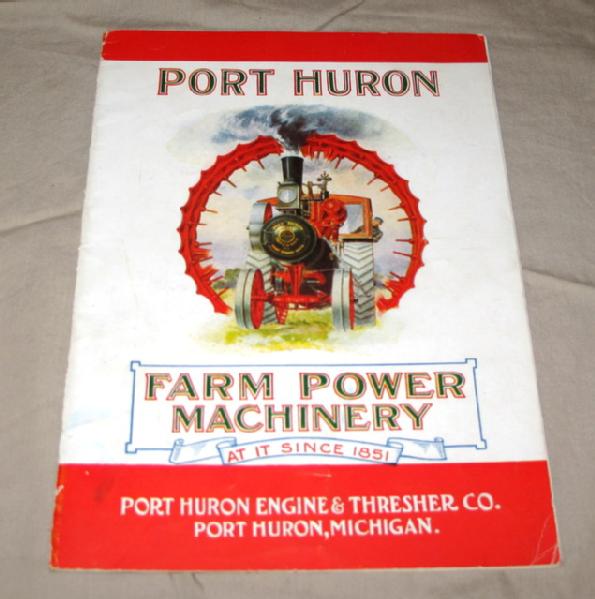 PORT HURON
FARM POWER
MACHINERY
AT IT SINCE 1851
PORT HURON ENGINE & THRESHER CO.
PORT HURON, MICHIGAN.